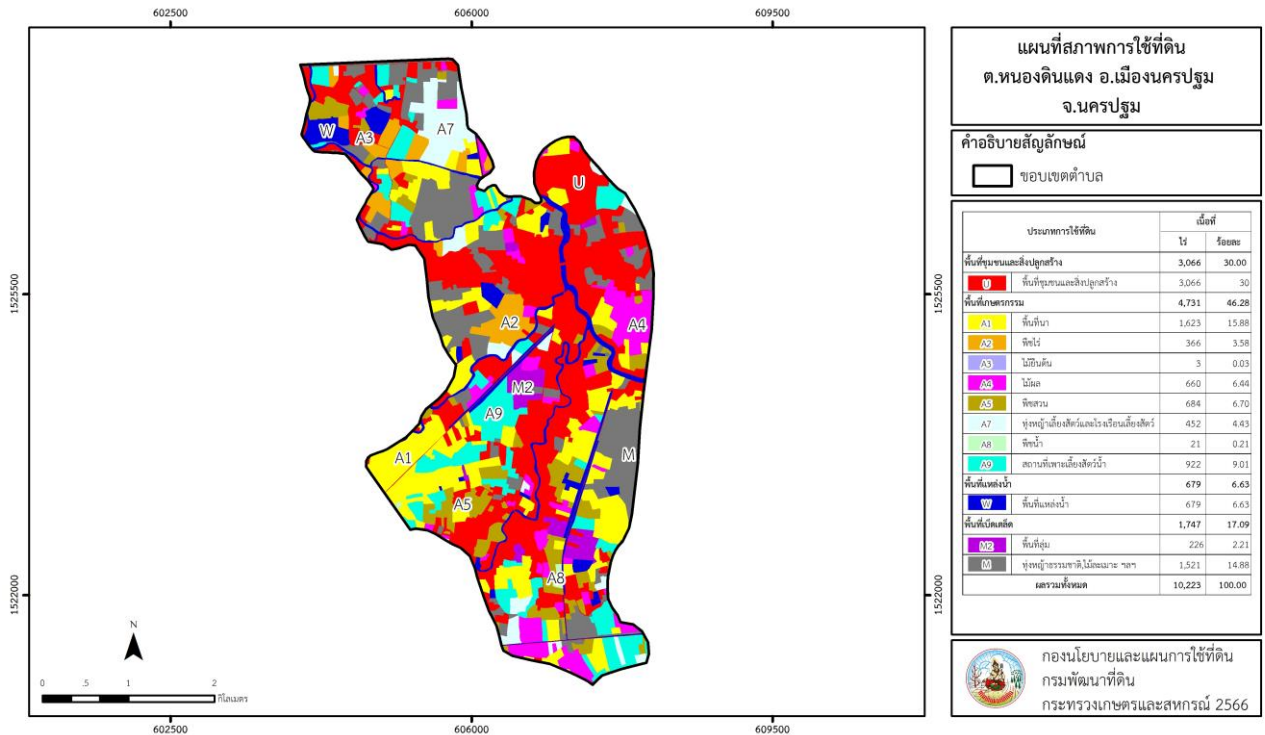 602500 606000 609500
แผนที่สภาพการใช้ที่ดิน
ต.หนองดินแดง อ.เมืองนครปฐม
จ.นครปฐม
คำอธิบายสัญลักษณ์
ขอบเขตตำบล
ประเภทการใช้ที่ดิน เนื้อที่
ไร่ ร้อยละ
พื้นที่ชุมชนและสิ่งปลูกสร้าง 3,066 30.00
U พื้นที่ชุมชนและสิ่งปลูกสร้าง 3,066 30
พื้นที่เกษตรกรรม 4,731 46.28
A1 พื้นที่นา 1,623 15.88
A2 พืชไร่ 366 3.58
A3 ไม้ยืนต้น 3 0.03
A4 ไม้ผล 660 6.44
A5 พืชสวน 684 6.70
A7 ทุ่งหญ้าเลี้ยงสัตว์และโรงเรือนเลี้ยงสัตว์ 452 4.43
A8 พืชน้ำ 21 0.21
A9 สถานที่เพาะเลี้ยงสัตว์น้ำ 922 9.01
พื้นที่แหล่งน้ำ 679 6.63
W พื้นที่แหล่งน้ำ 679 6.63
พื้นที่เบ็ดเตล็ด 1,747 17.09
M2 พื้นที่ลุ่ม 226 2.21
M ทุ่งหญ้าธรรมชาติ,ไม้ละเมาะ ฯลฯ 1,521 14.88
ผลรวมทั้งหมด 10,223 100.00
กองนโยบายและแผนการใช้ที่ดิน
กรมพัฒนาที่ดิน
กระทรวงเกษตรและสหกรณ์ 2566
W A3 A7
U
1525500 1525500
A2 A4
M2
A9
A1 M
A5
A8
1522000 1522000
N
0 .5 1 2
กิโลเมตร
602500 606000 609500